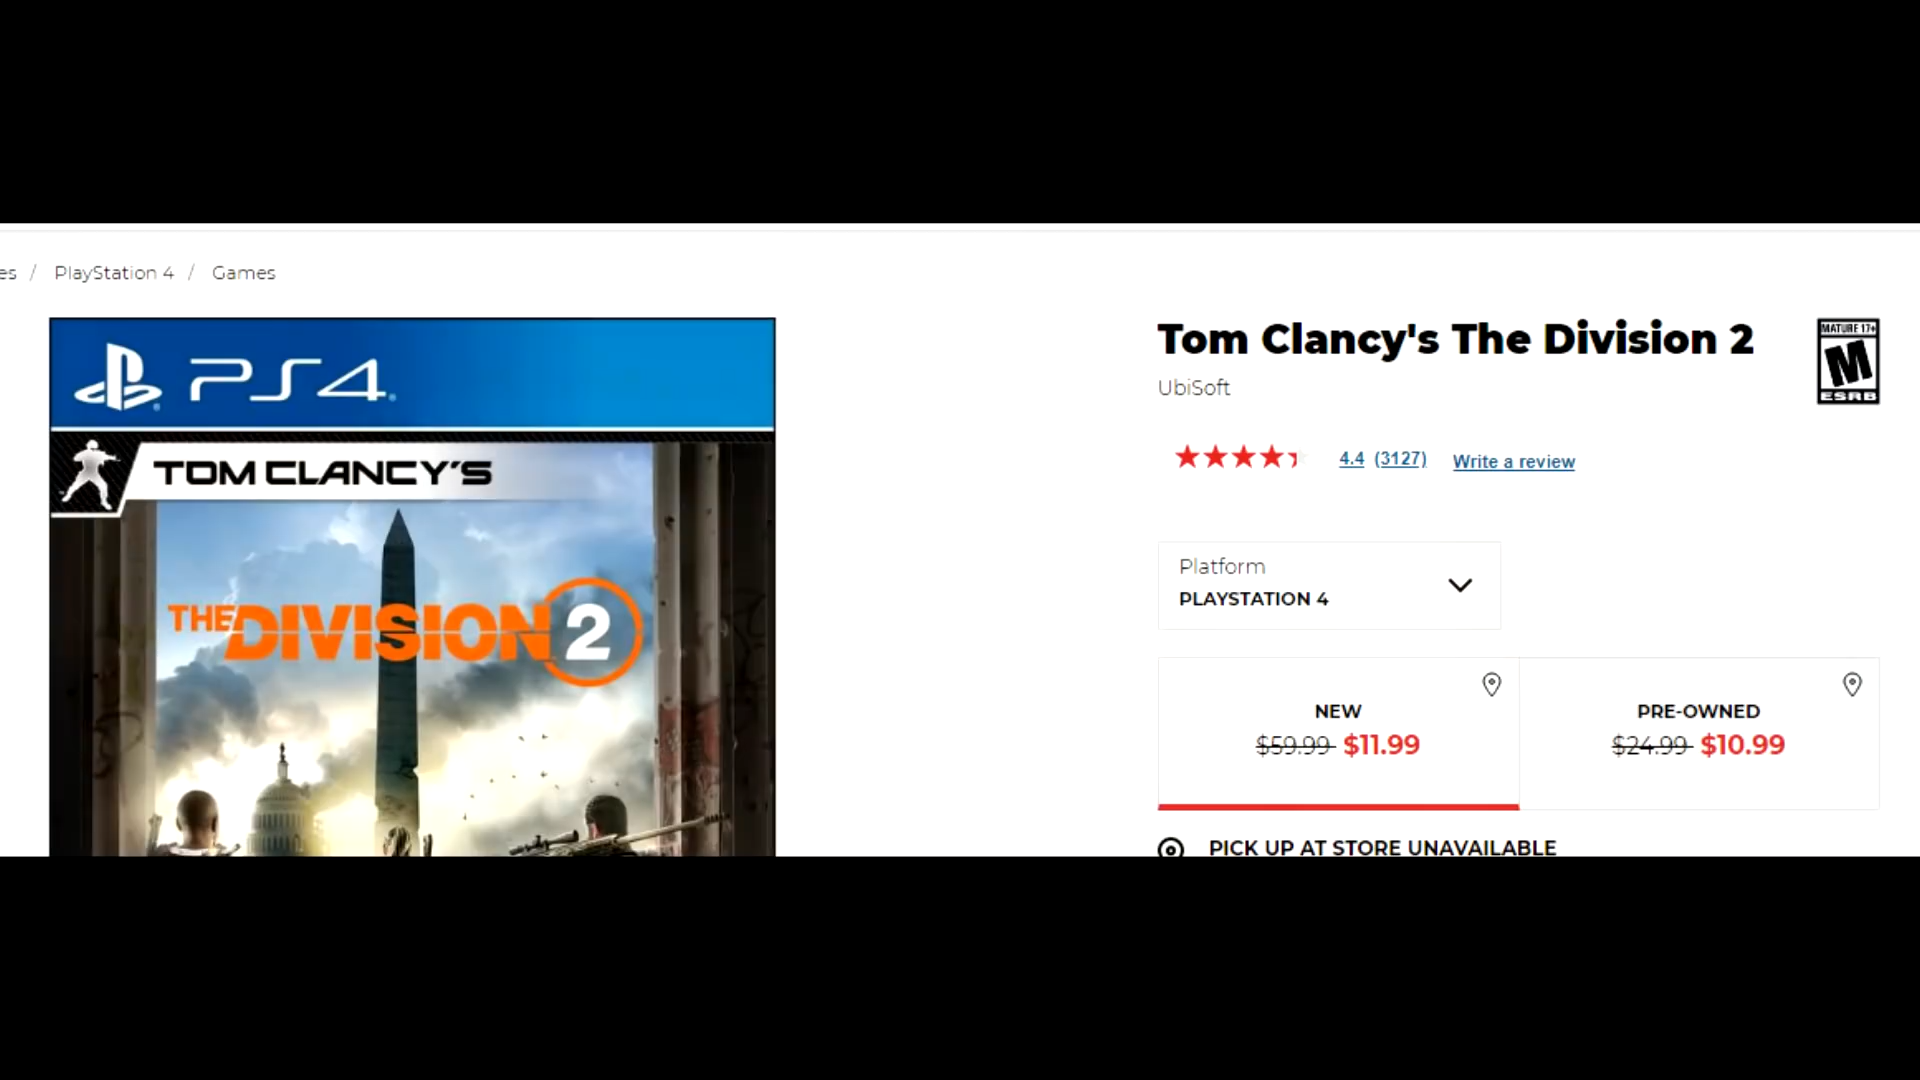 es / PlayStation 4 / Games
PS4
TOM CLANCY'S
THE DIVISION 2
Tom Clancy's The Division 2
MATURE 17+
M
ESRB
UbiSoft
4.4 (3127) Write a review
Platform
PLAYSTATION 4
NEW
$59.99 $11.99
PRE-OWNED
$24.99 $10.99
PICK UP AT STORE UNAVAILABLE